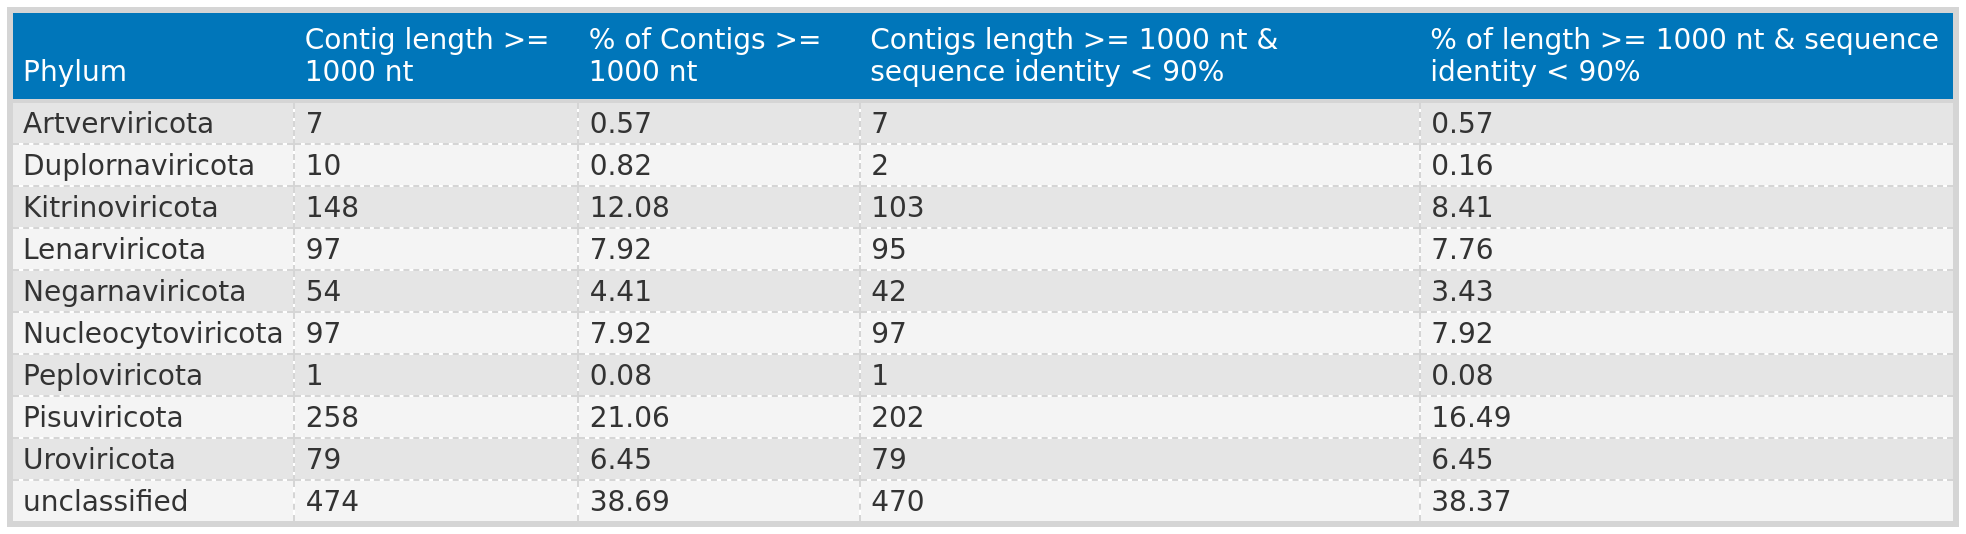 Phylum Contig length >= 1000 nt % of Contigs >= 1000 nt Contigs length >= 1000 nt & sequence identity < 90% % of length >= 1000 nt & sequence identity < 90%
Artverviricota 7 0.57 7 0.57
Duplornaviricota 10 0.82 2 0.16
Kitrinoviricota 148 12.08 103 8.41
Lenarviricota 97 7.92 95 7.76
Negarnaviricota 54 4.41 42 3.43
Nucleocytoviricota 97 7.92 97 7.92
Peploviricota 1 0.08 1 0.08
Pisuviricota 258 21.06 202 16.49
Uroviricota 79 6.45 79 6.45
unclassified 474 38.69 470 38.37